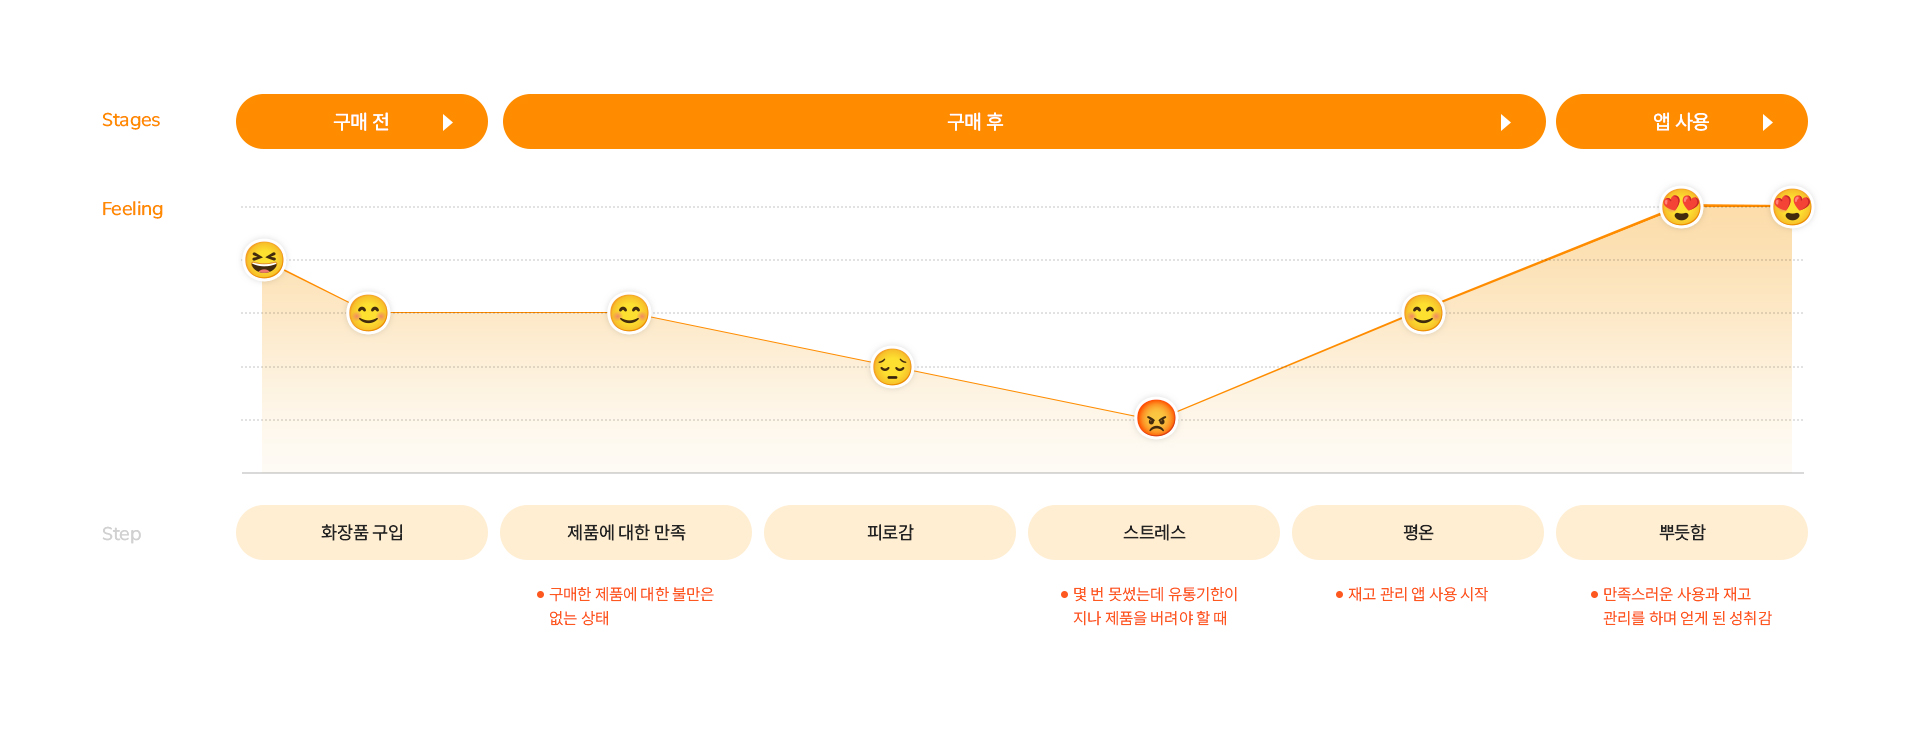 Stages
구매 전
구매 후
앱 사용
Feeling
Step
화장품 구입
제품에 대한 만족
피로감
스트레스
평온
뿌듯함
구매한 제품에 대한 불만은
없는 상태
몇 번 못썼는데 유통기한이
지나 제품을 버려야 할 때
재고 관리 앱 사용 시작
만족스러운 사용과 재고
관리를 하며 얻게 된 성취감